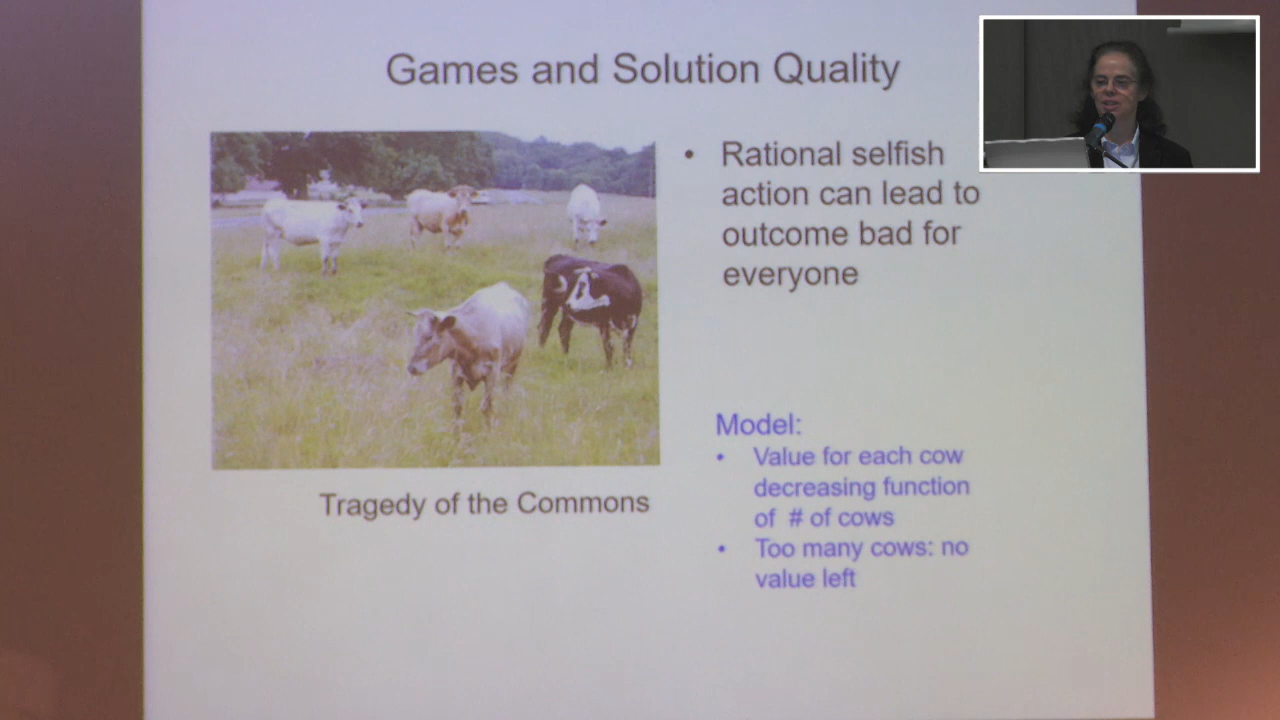 Games and Solution Quality
• Rational selfish
action can lead to
outcome bad for
everyone
Tragedy of the Commons
Model:
• Value for each cow
decreasing function
of # of cows
• Too many cows: no
value left